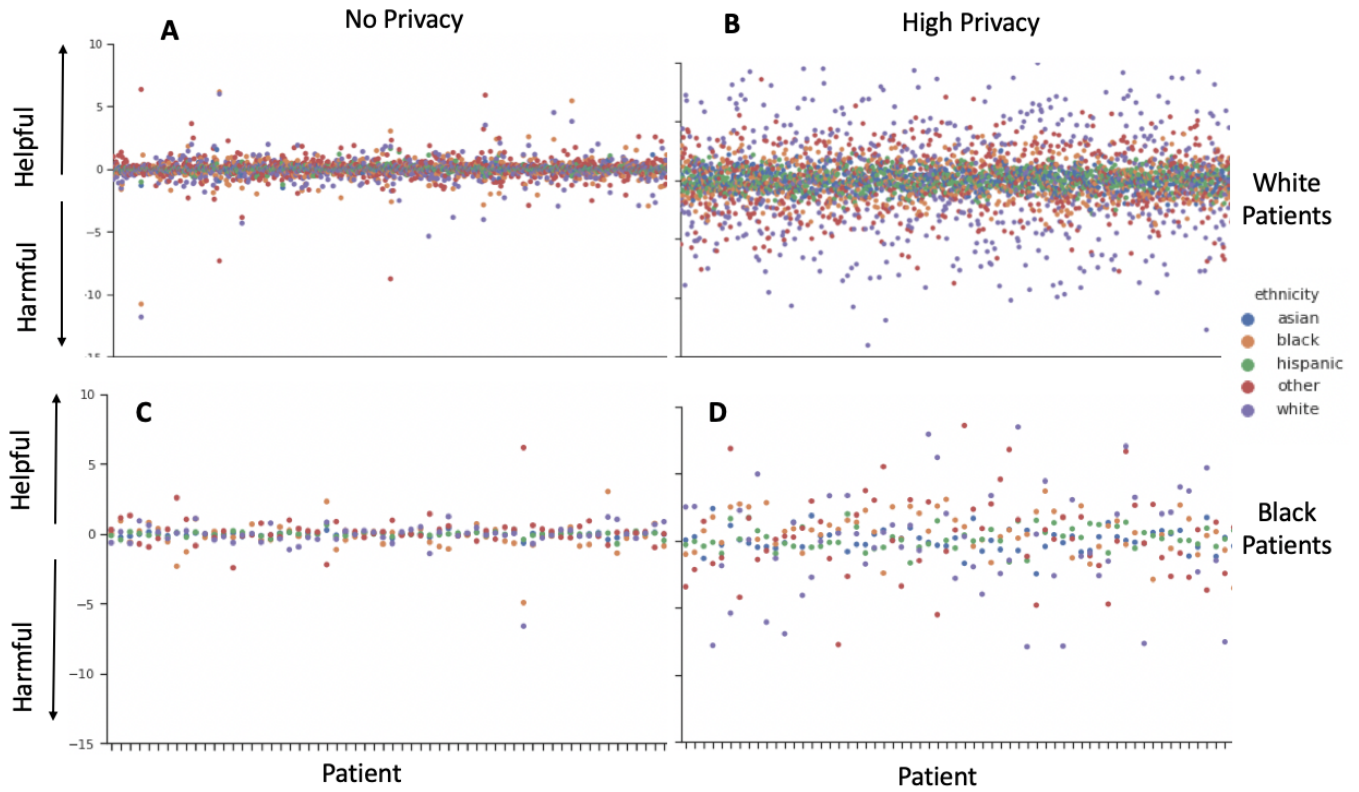 No Privacy
High Privacy
A
B
10
5
0
−5
-10
-15
Helpful
Harmful
White
Patients
ethnicity
asian
black
hispanic
other
white
C
D
10
5
0
−5
−10
−15
Helpful
Harmful
Black
Patients
Patient
Patient